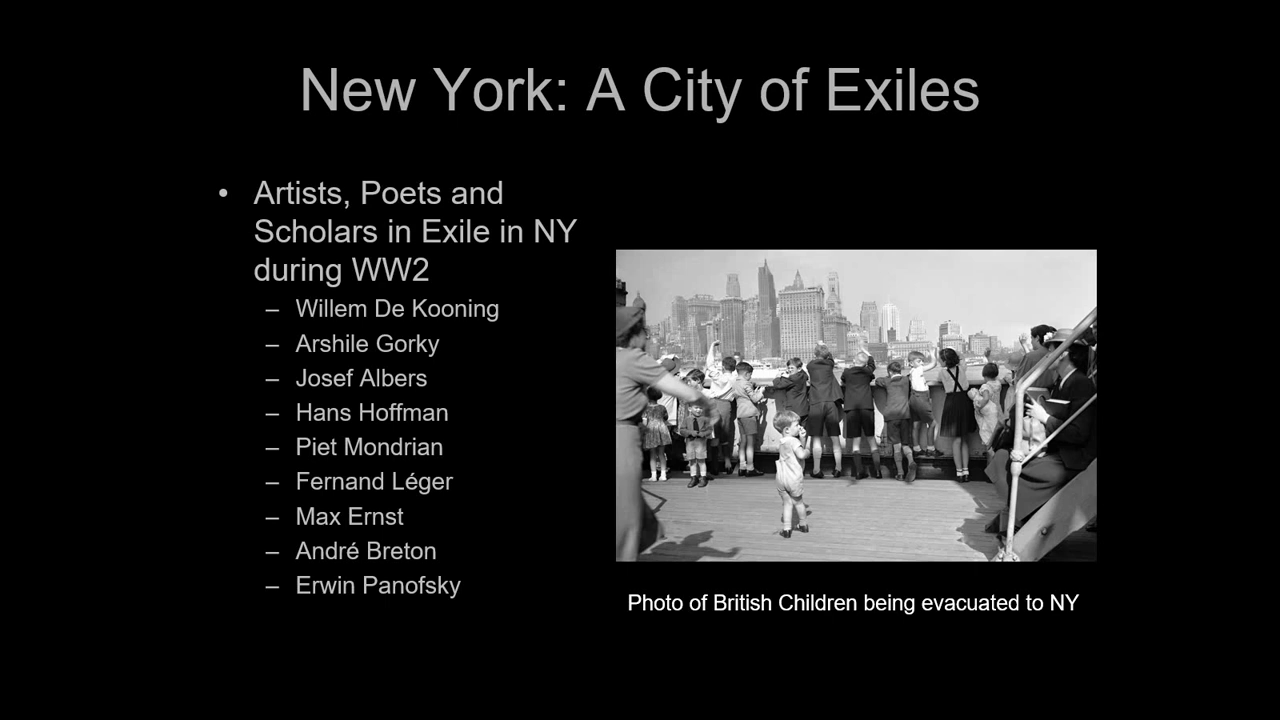 New York: A City of Exiles
• Artists, Poets and
Scholars in Exile in NY
during WW2
– Willem De Kooning
– Arshile Gorky
– Josef Albers
– Hans Hoffman
– Piet Mondrian
– Fernand Léger
– Max Ernst
– André Breton
– Erwin Panofsky
Photo of British Children being evacuated to NY